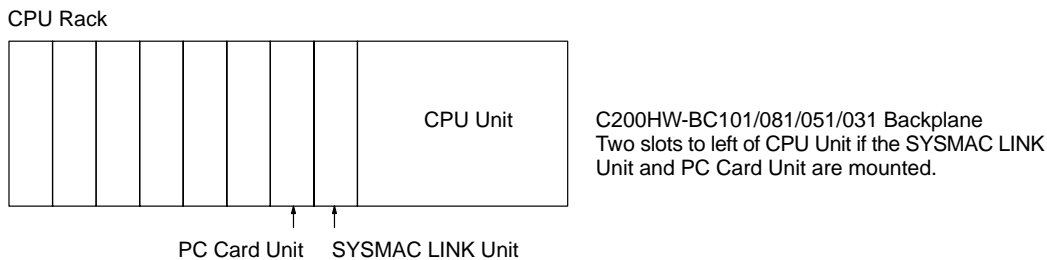 CPU Rack
CPU Unit
C200HW-BC101/081/051/031 Backplane
Two slots to left of CPU Unit if the SYSMAC LINK
Unit and PC Card Unit are mounted.
PC Card Unit
SYSMAC LINK Unit